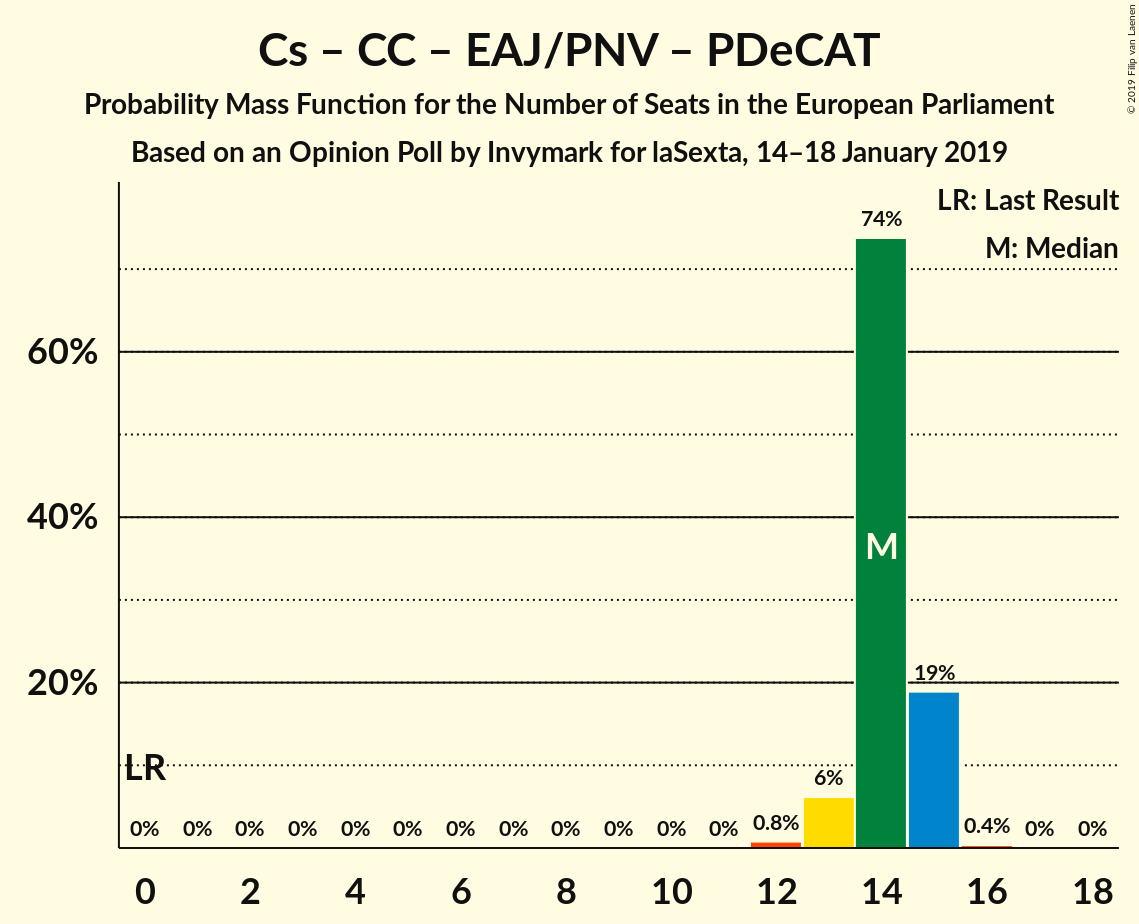 Cs – CC – EAJ/PNV – PDeCAT
Probability Mass Function for the Number of Seats in the European Parliament
Based on an Opinion Poll by Invymark for laSexta, 14–18 January 2019
© 2019 Filip van Laenen
LR: Last Result
M: Median
74%
60%
40%
M
20%
19%
LR
6%
0% 0% 0% 0% 0% 0% 0% 0% 0% 0% 0% 0% 0.8% 0.4% 0% 0%
0 2 4 6 8 10 12 14 16 18